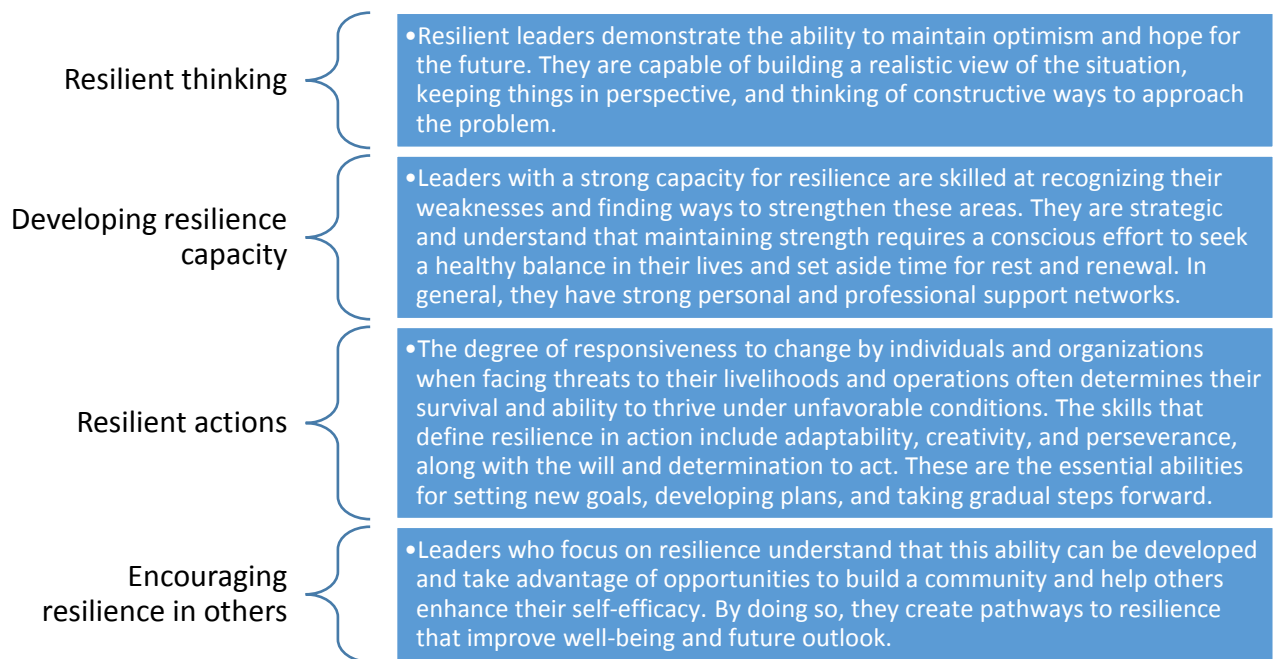 Resilient thinking
•Resilient leaders demonstrate the ability to maintain optimism and hope for
the future. They are capable of building a realistic view of the situation,
keeping things in perspective, and thinking of constructive ways to approach
the problem.
Developing resilience
capacity
•Leaders with a strong capacity for resilience are skilled at recognizing their
weaknesses and finding ways to strengthen these areas. They are strategic
and understand that maintaining strength requires a conscious effort to seek
a healthy balance in their lives and set aside time for rest and renewal. In
general, they have strong personal and professional support networks.
Resilient actions
•The degree of responsiveness to change by individuals and organizations
when facing threats to their livelihoods and operations often determines their
survival and ability to thrive under unfavorable conditions. The skills that
define resilience in action include adaptability, creativity, and perseverance,
along with the will and determination to act. These are the essential abilities
for setting new goals, developing plans, and taking gradual steps forward.
Encouraging
resilience in others
•Leaders who focus on resilience understand that this ability can be developed
and take advantage of opportunities to build a community and help others
enhance their self-efficacy. By doing so, they create pathways to resilience
that improve well-being and future outlook.